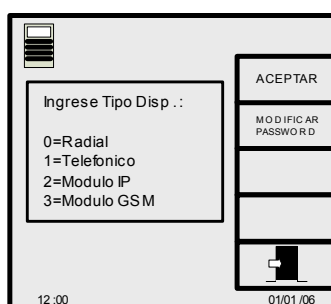 ACEPTAR
Ingrese Tipo Disp.:
MODIFICAR
PASSWORD
0=Radial
1=Telefonico
2=Modulo IP
3=Modulo GSM
12:00
01/01/06